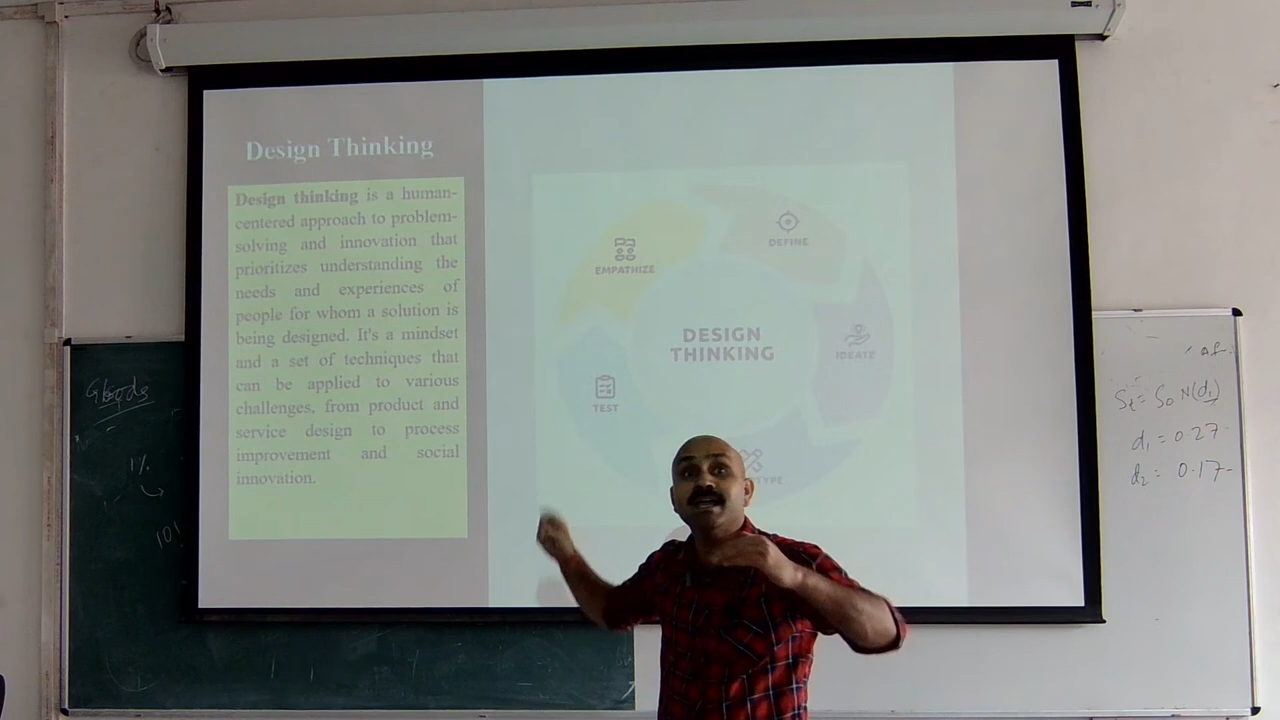 Design Thinking
Design thinking is a human-
centered approach to problem-
solving and innovation that
prioritizes understanding the
needs and experiences of
people for whom a solution is
being designed. It's a mindset
and a set of techniques that
can be applied to various
challenges, from product and
service design to process
improvement and social
innovation.
EMPATHIZE
DEFINE
IDEATE
TEST
DESIGN
THINKING
1%
S₀ N(d₁)
d₁ = 0.27
d₂ = 0.17